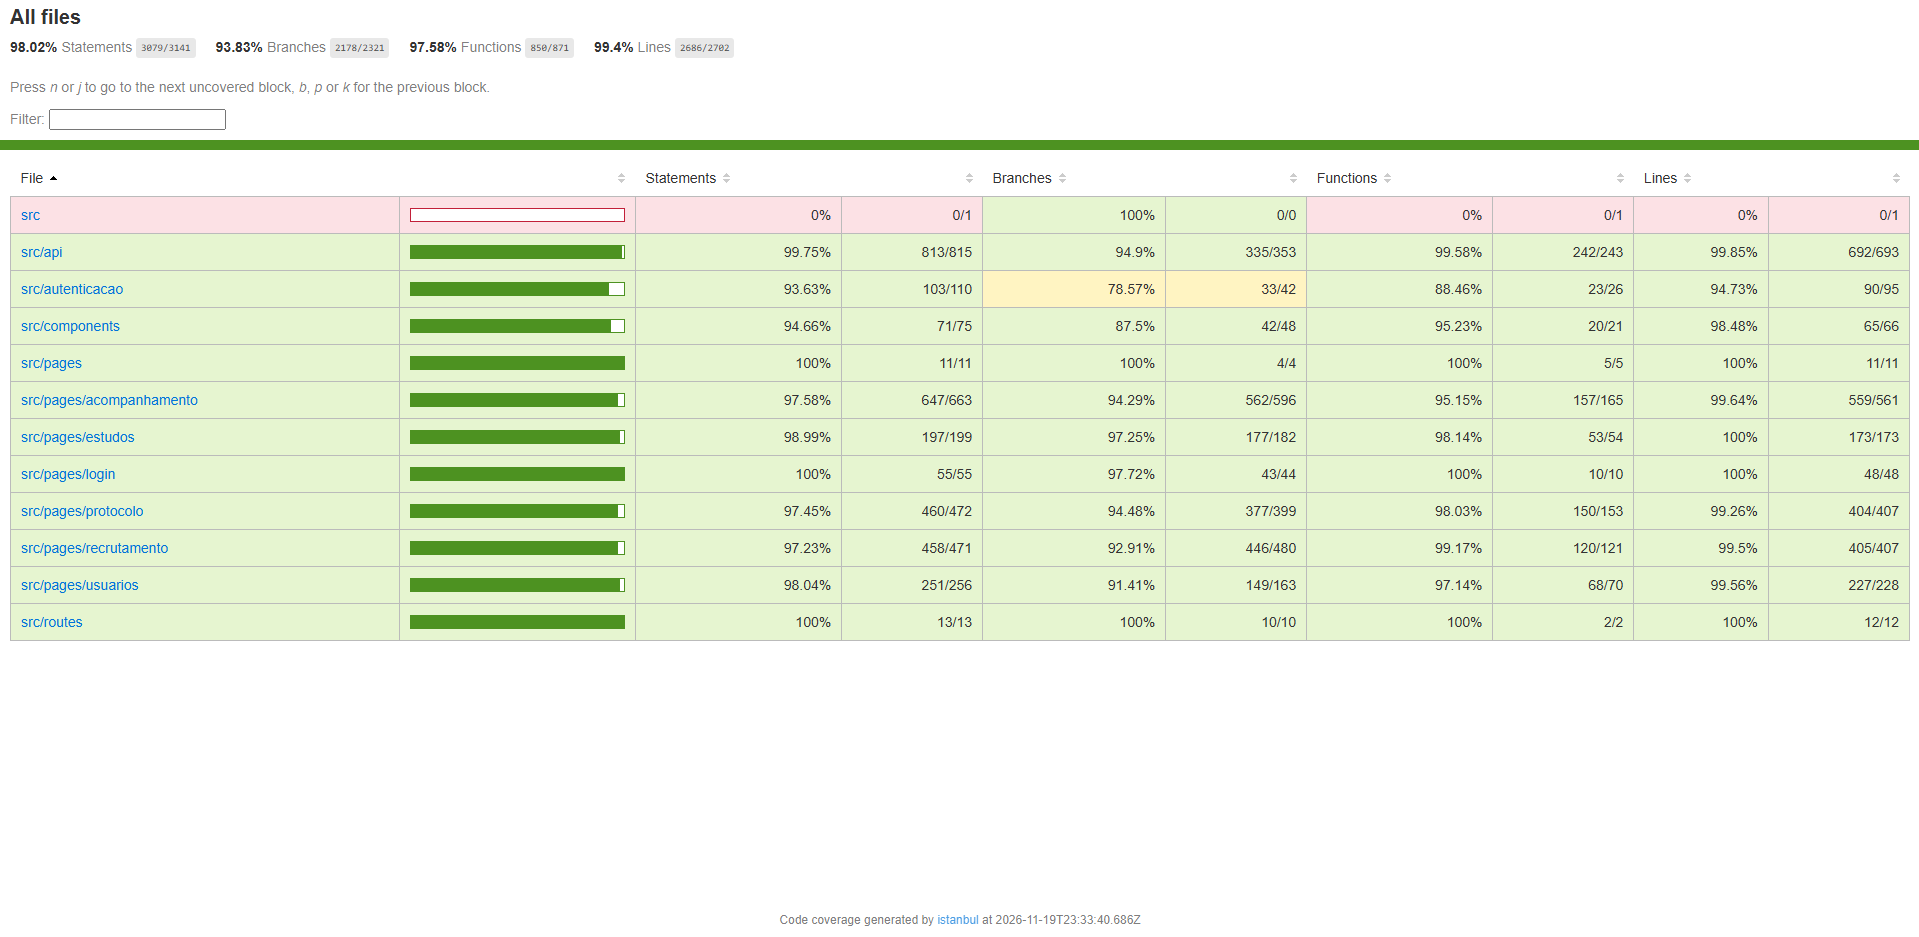 All files
98.02% Statements 3079/3141 93.83% Branches 2178/2321 97.58% Functions 850/871 99.4% Lines 2686/2702
Press n or j to go to the next uncovered block, b, p or k for the previous block.
Filter:
File Statements Branches Functions Lines
src 0% 0/1 100% 0/0 0% 0/1 0% 0/1
src/api 99.75% 813/815 94.9% 335/353 99.58% 242/243 99.85% 692/693
src/autenticacao 93.63% 103/110 78.57% 33/42 88.46% 23/26 94.73% 90/95
src/components 94.66% 71/75 87.5% 42/48 95.23% 20/21 98.48% 65/66
src/pages 100% 11/11 100% 4/4 100% 5/5 100% 11/11
src/pages/acompanhamento 97.58% 647/663 94.29% 562/596 95.15% 157/165 99.64% 559/561
src/pages/estudos 98.99% 197/199 97.25% 177/182 98.14% 53/54 100% 173/173
src/pages/login 100% 55/55 97.72% 43/44 100% 10/10 100% 48/48
src/pages/protocolo 97.45% 460/472 94.48% 377/399 98.03% 150/153 99.26% 404/407
src/pages/recrutamento 97.23% 458/471 92.91% 446/480 99.17% 120/121 99.5% 405/407
src/pages/usuarios 98.04% 251/256 91.41% 149/163 97.14% 68/70 99.56% 227/228
src/routes 100% 13/13 100% 10/10 100% 2/2 100% 12/12
Code coverage generated by istanbul at 2026-11-19T23:33:40.686Z